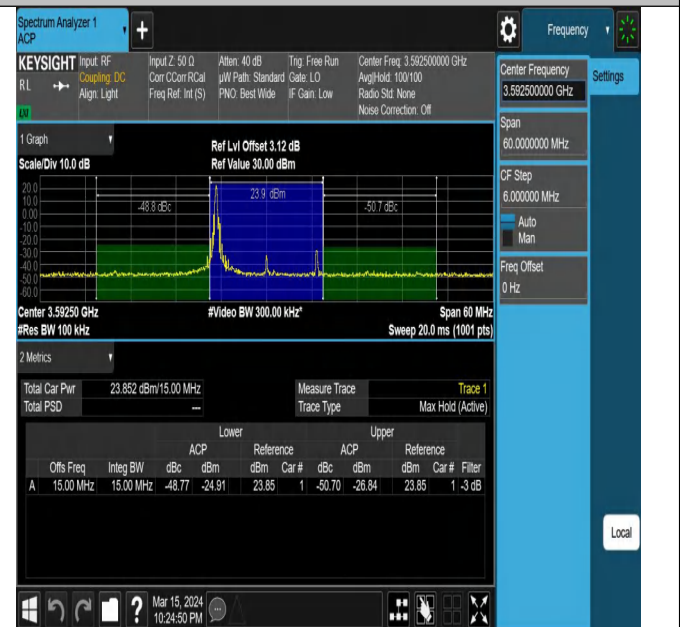 Spectrum Analyzer 1
ACP
Frequency
KEYSIGHT Input: RF Input Z: 50 Ω Atten: 40 dB Trig: Free Run Center Freq: 3.592500000 GHz
R L Coupling: DC Corr CCorr RCal µW Path: Standard Gate: LO Avg|Hold: 100/100
Align: Light Freq Ref: Int (S) PNO: Best Wide IF Gain: Low Radio Std: None
Noise Correction: Off
Center Frequency
3.592500000 GHz
Settings
Span
60.0000000 MHz
CF Step
6.000000 MHz
Auto
Man
Freq Offset
0 Hz
1 Graph
Ref Lvl Offset 3.12 dB
Scale/Div 10.0 dB Ref Value 30.00 dBm
20.0
10.0
0.00
-10.0
-20.0
-30.0
-40.0
-50.0
-60.0
-48.8 dBc 23.9 dBm -50.7 dBc
Center 3.59250 GHz #Video BW 300.00 kHz* Span 60 MHz
#Res BW 100 kHz Sweep 20.0 ms (1001 pts)
2 Metrics
Total Car Pwr 23.852 dBm/15.00 MHz Measure Trace Trace 1
Total PSD --- Trace Type Max Hold (Active)
Lower Upper
ACP Reference ACP Reference
Offs Freq Integ BW dBc dBm dBm Car # dBc dBm dBm Car # Filter
A 15.00 MHz 15.00 MHz -48.77 -24.91 23.85 1 -50.70 -26.84 23.85 1 -3 dB
Local
? Mar 15, 2024
10:24:50 PM